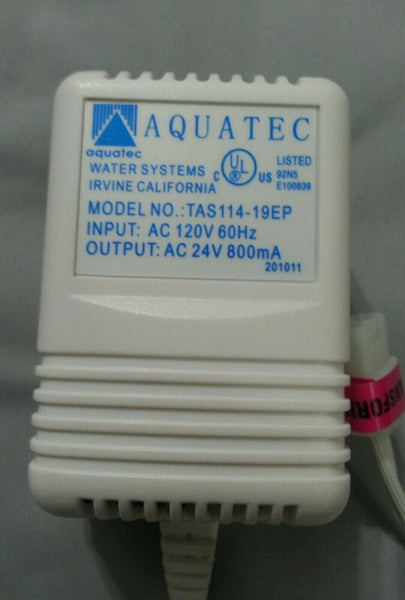 AQUATEC
aquatec
WATER SYSTEMS
IRVINE CALIFORNIA
C UL US
LISTED
92N5
E100839
MODEL NO.:TAS114-19EP
INPUT: AC 120V 60Hz
OUTPUT: AC 24V 800mA
201011